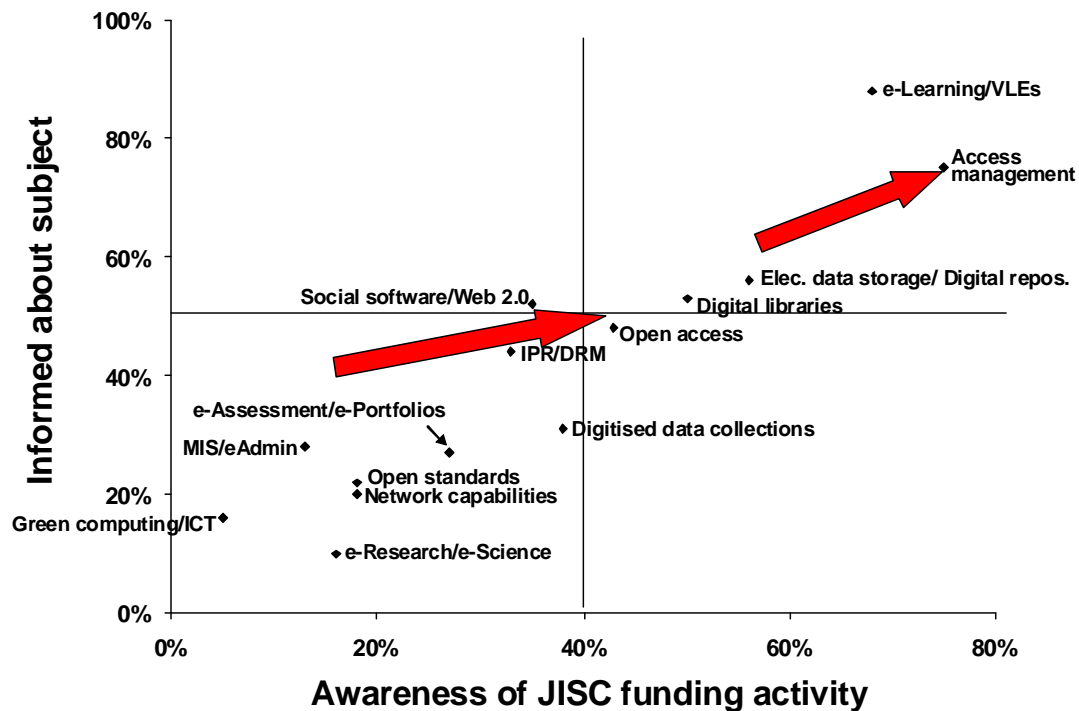 100%
e-Learning/VLEs
80%
Access
management
60%
Elec. data storage/ Digital repos.
Social software/Web 2.0
Digital libraries
Open access
IPR/DRM
40%
e-Assessment/e-Portfolios
Digitised data collections
MIS/eAdmin
Open standards
Network capabilities
20%
Green computing/ICT
e-Research/e-Science
0%
0%
20%
40%
60%
80%
Informed about subject
Awareness of JISC funding activity